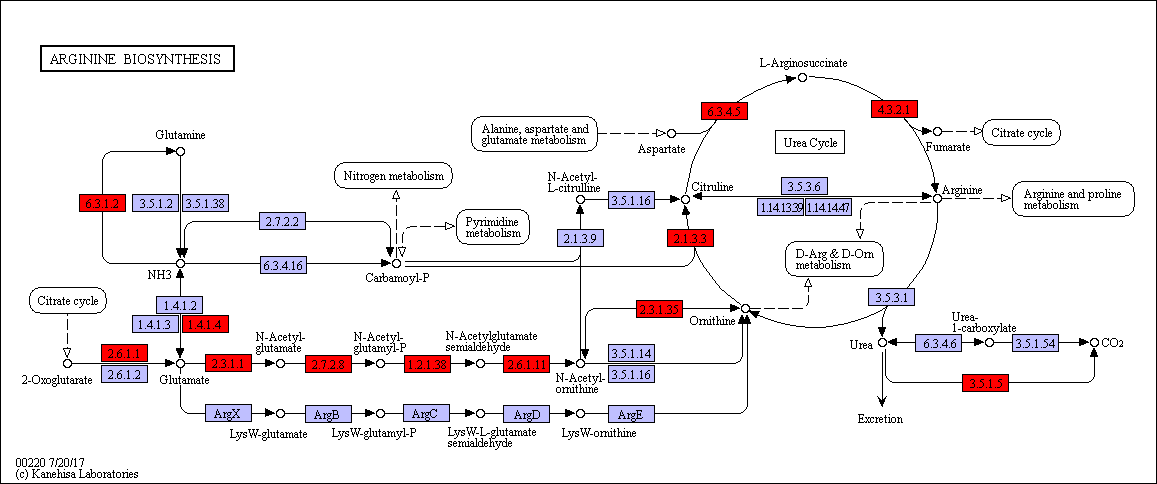 ARGININE BIOSYNTHESIS
L-Arginosuccinate
6.3.4.5
4.3.2.1
Glutamine
Alanine, aspartate and
glutamate metabolism
Aspartate
Urea Cycle
Fumarate
Citrate cycle
Nitrogen metabolism
N-Acetyl-
L-citrulline
Citruline
3.5.3.6
Arginine
Arginine and proline
metabolism
6.3.1.2
3.5.1.2
3.5.1.38
3.5.1.16
1.14.13.39
1.14.14.47
2.7.2.2
Pyrimidine
metabolism
2.1.3.9
2.1.3.3
D-Arg & D-Orn
metabolism
NH3
6.3.4.16
Carbamoyl-P
Citrate cycle
1.4.1.2
1.4.1.3
1.4.1.4
2.3.1.35
Ornithine
3.5.3.1
Urea-
1-carboxylate
N-Acetyl-
glutamate
N-Acetyl-
glutamyl-P
N-Acetylglutamate
semialdehyde
2.6.1.1
2.6.1.2
2-Oxoglutarate
Glutamate
2.3.1.1
2.7.2.8
1.2.1.38
2.6.1.11
N-Acetyl-
ornithine
3.5.1.14
3.5.1.16
Urea
6.3.4.6
3.5.1.54
CO2
3.5.1.5
ArgX
ArgB
ArgC
ArgD
ArgE
Excretion
LysW-glutamate
LysW-glutamyl-P
LysW-L-glutamate
semialdehyde
LysW-ornithine
00220 7/20/17
(c) Kanehisa Laboratories